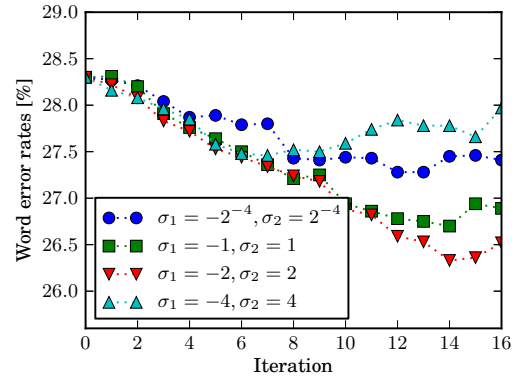 29.0
28.5
28.0
27.5
27.0
26.5
26.0
Word error rates [%]
σ₁ = −2⁻⁴, σ₂ = 2⁻⁴
σ₁ = −1, σ₂ = 1
σ₁ = −2, σ₂ = 2
σ₁ = −4, σ₂ = 4
0 2 4 6 8 10 12 14 16
Iteration